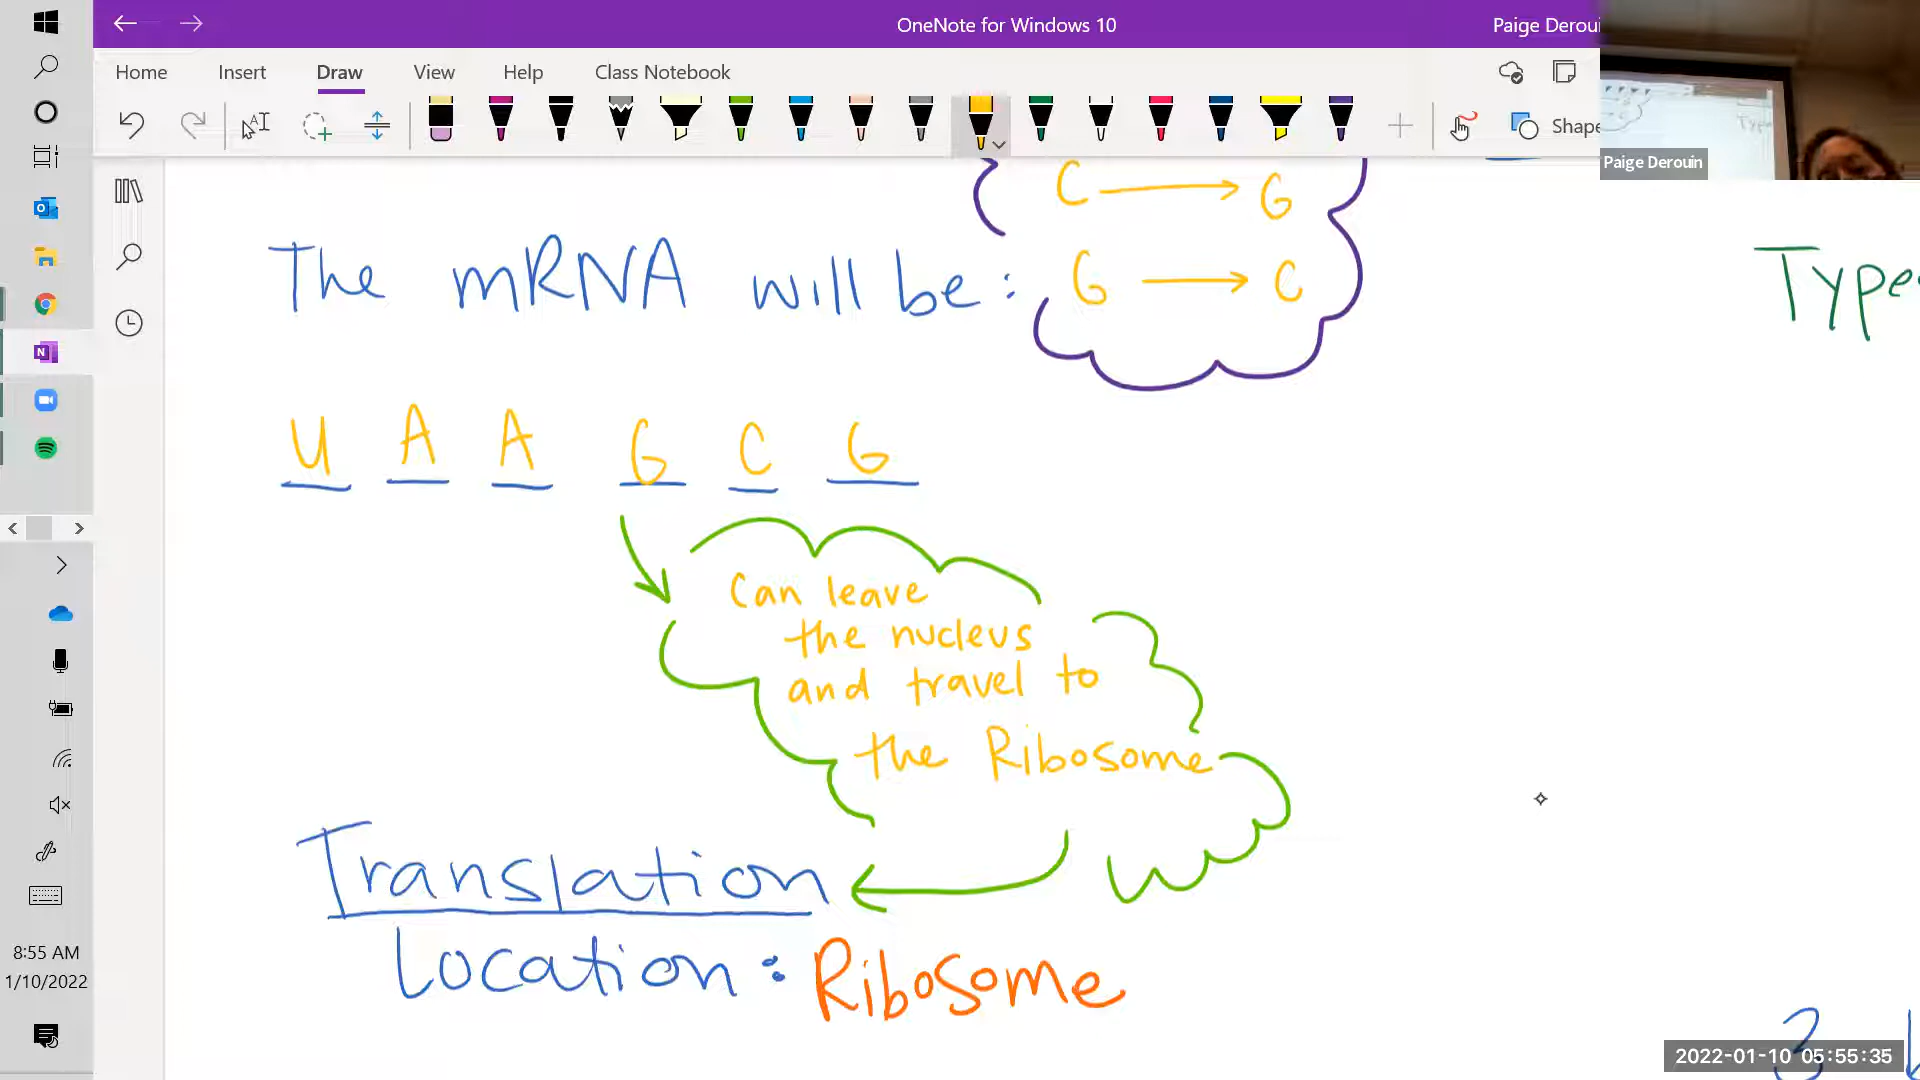 OneNote for Windows 10
Paige Deroui
Home Insert Draw View Help Class Notebook
Shape
Paige Derouin
C → G
The mRNA will be: G → C
Type
U A A G C G
Can leave
the nucleus
and travel to
the Ribosome
Translation
Location: Ribosome
8:55 AM
1/10/2022
3
2022-01-10 05:55:35